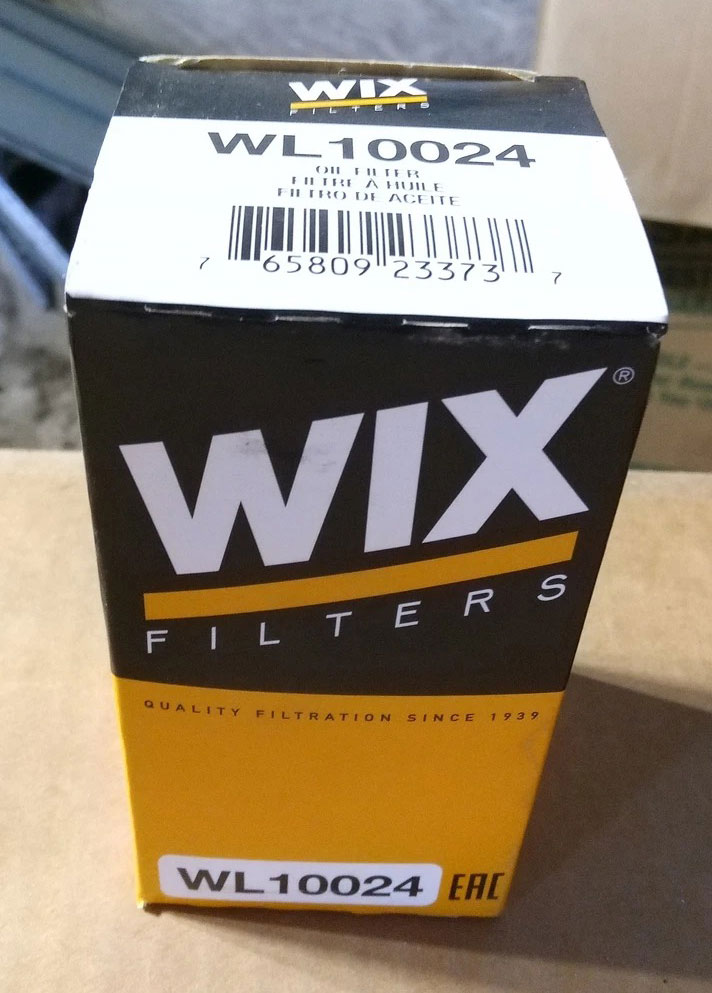 WIX
FILTERS
WL10024
OIL FILTER
FILTRE À HUILE
FILTRO DE ACEITE
7 65809 23373 7
WIX®
FILTERS
QUALITY FILTRATION SINCE 1939
WL10024 EAC